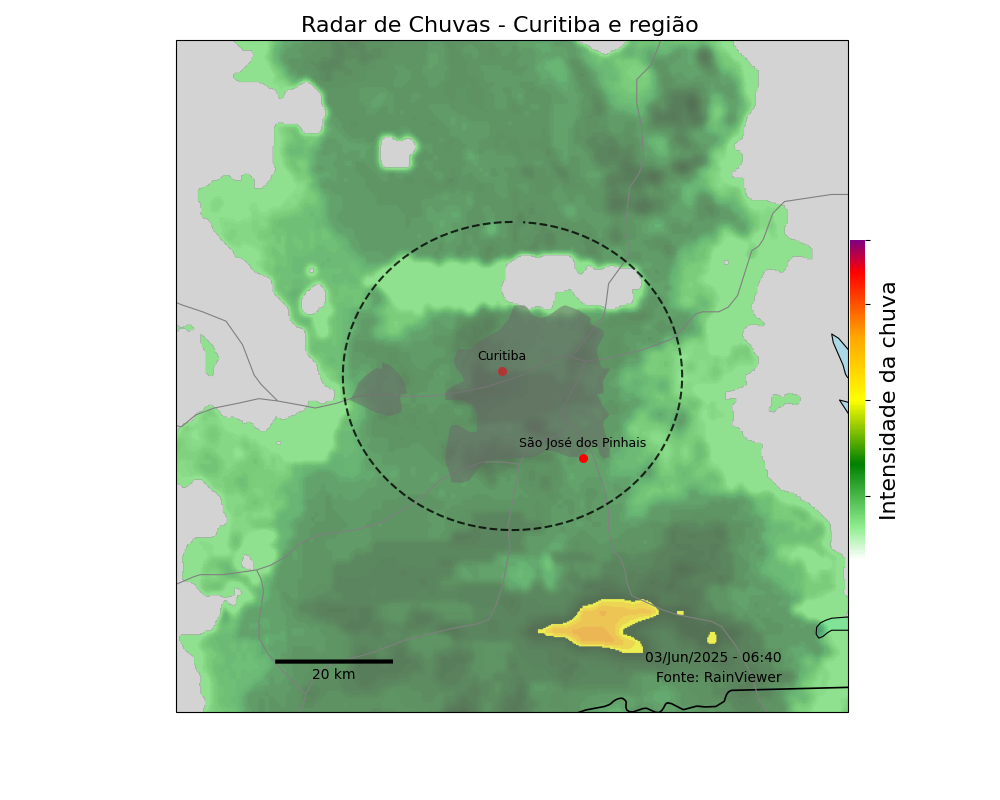 Radar de Chuvas - Curitiba e região
Curitiba
São José dos Pinhais
Intensidade da chuva
03/Jun/2025 - 06:40
Fonte: RainViewer
20 km